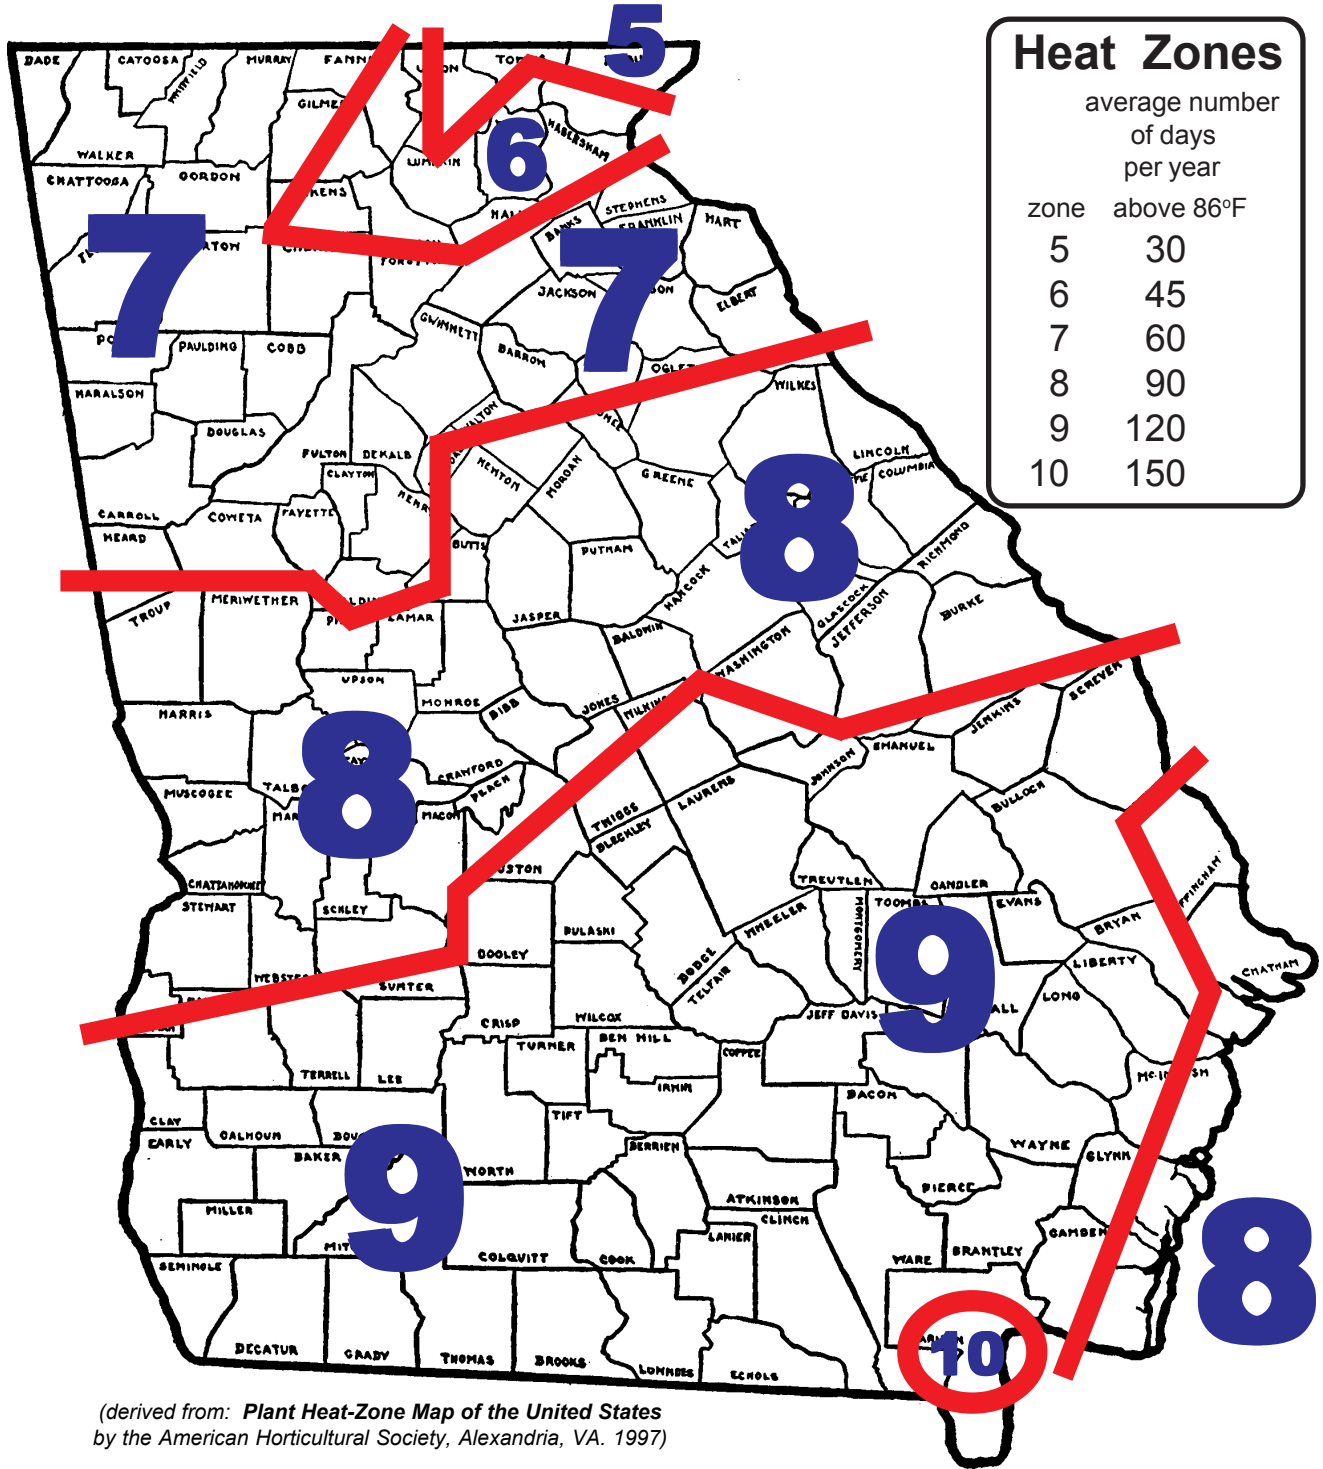 5
Heat Zones
average number
of days
per year
zone above 86°F
5 30
6 45
7 60
8 90
9 120
10 150
DADE
CATOOSA
WHITFIELD
MURRAY
GILMER
WALKER
CHATTOOGA
GORDON
LUMPKIN
6
HABERSHAM
STEPHENS
BANKS
FRANKLIN
HART
7
7
JACKSON
ELBERT
GWINNETT
BARROW
PAULDING
COBB
HARALSON
WILKES
DOUGLAS
FULTON
DEKALB
CLAYTON
NEWTON
MORGAN
GREENE
LINCOLN
COLUMBIA
8
CARROLL
COWETA
FAYETTE
HENRY
HEARD
BUTTS
PUTNAM
HANCOCK
RICHMOND
GLASCOCK
JEFFERSON
BURKE
TROUP
MERIWETHER
LAMAR
JASPER
BALDWIN
WASHINGTON
UPSON
MONROE
BIBB
JONES
SCREVEN
JENKINS
HARRIS
8
CRAWFORD
PEACH
JOHNSON
EMANUEL
MUSCOGEE
MACON
TWIGGS
BLECKLEY
LAURENS
BULLOCH
CHATTAHOOCHEE
STEWART
SCHLEY
TREUTLEN
CANDLER
MONTGOMERY
TOOMBS
EVANS
BRYAN
9
DOOLEY
PULASKI
WHEELER
DODGE
TELFAIR
WEBSTER
SUMTER
LIBERTY
LONG
CHATHAM
CRISP
WILCOX
JEFF DAVIS
TURNER
BEN HILL
COFFEE
TERRELL
LEE
IRWIN
BACON
CLAY
EARLY
CALHOUN
TIFT
BERRIEN
WAYNE
GLYNN
BAKER
9
WORTH
ATKINSON
CLINCH
PIERCE
MILLER
COLQUITT
COOK
LANIER
WARE
BRANTLEY
CAMDEN
8
SEMINOLE
10
DECATUR
GRADY
THOMAS
BROOKS
LOWNDES
ECHOLS
(derived from: Plant Heat-Zone Map of the United States
by the American Horticultural Society, Alexandria, VA. 1997)